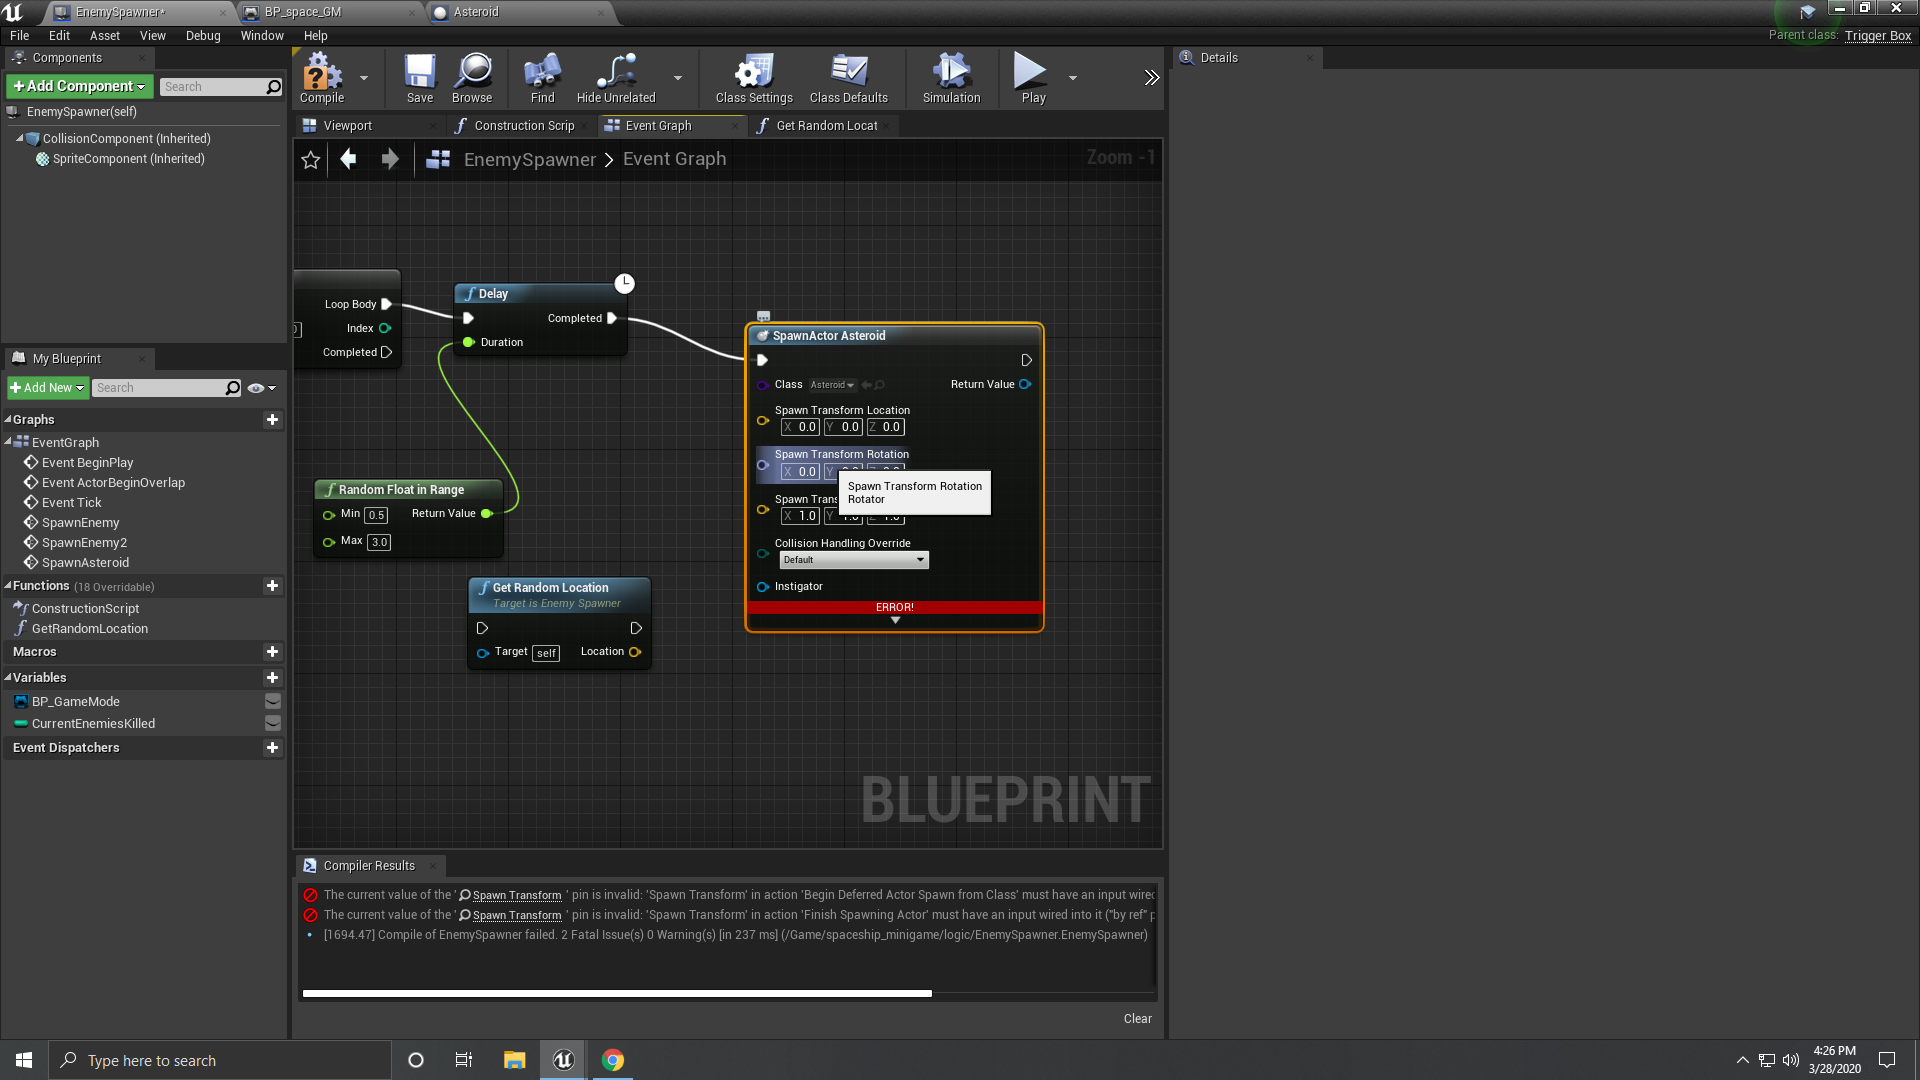 EnemySpawner*
BP_space_GM
Asteroid
File Edit Asset View Debug Window Help
Parent class: Trigger Box
Components
+ Add Component
Search
EnemySpawner(self)
CollisionComponent (Inherited)
SpriteComponent (Inherited)
Compile
Save
Browse
Find
Hide Unrelated
Class Settings
Class Defaults
Simulation
Play
Details
Viewport
Construction Scrip
Event Graph
Get Random Locat
EnemySpawner > Event Graph
Zoom -1
My Blueprint
+ Add New
Search
Graphs
EventGraph
Event BeginPlay
Event ActorBeginOverlap
Event Tick
SpawnEnemy
SpawnEnemy2
SpawnAsteroid
Functions (18 Overridable)
ConstructionScript
GetRandomLocation
Macros
Variables
BP_GameMode
CurrentEnemiesKilled
Event Dispatchers
Loop Body
Index
Completed
Delay
Completed
Duration
Random Float in Range
Min 0.5 Return Value
Max 3.0
Get Random Location
Target is Enemy Spawner
Target self Location
SpawnActor Asteroid
Class Asteroid Return Value
Spawn Transform Location
X 0.0 Y 0.0 Z 0.0
Spawn Transform Rotation
X 0.0
Spawn Transform Rotation
Rotator
Spawn Trans
X 1.0
Collision Handling Override
Default
Instigator
ERROR!
BLUEPRINT
Compiler Results
The current value of the ' Spawn Transform ' pin is invalid: 'Spawn Transform' in action 'Begin Deferred Actor Spawn from Class' must have an input wired
The current value of the ' Spawn Transform ' pin is invalid: 'Spawn Transform' in action 'Finish Spawning Actor' must have an input wired into it ("by ref" p
[1694.47] Compile of EnemySpawner failed. 2 Fatal Issue(s) 0 Warning(s) [in 237 ms] (/Game/spaceship_minigame/logic/EnemySpawner.EnemySpawner)
Clear
Type here to search
4:26 PM
3/28/2020